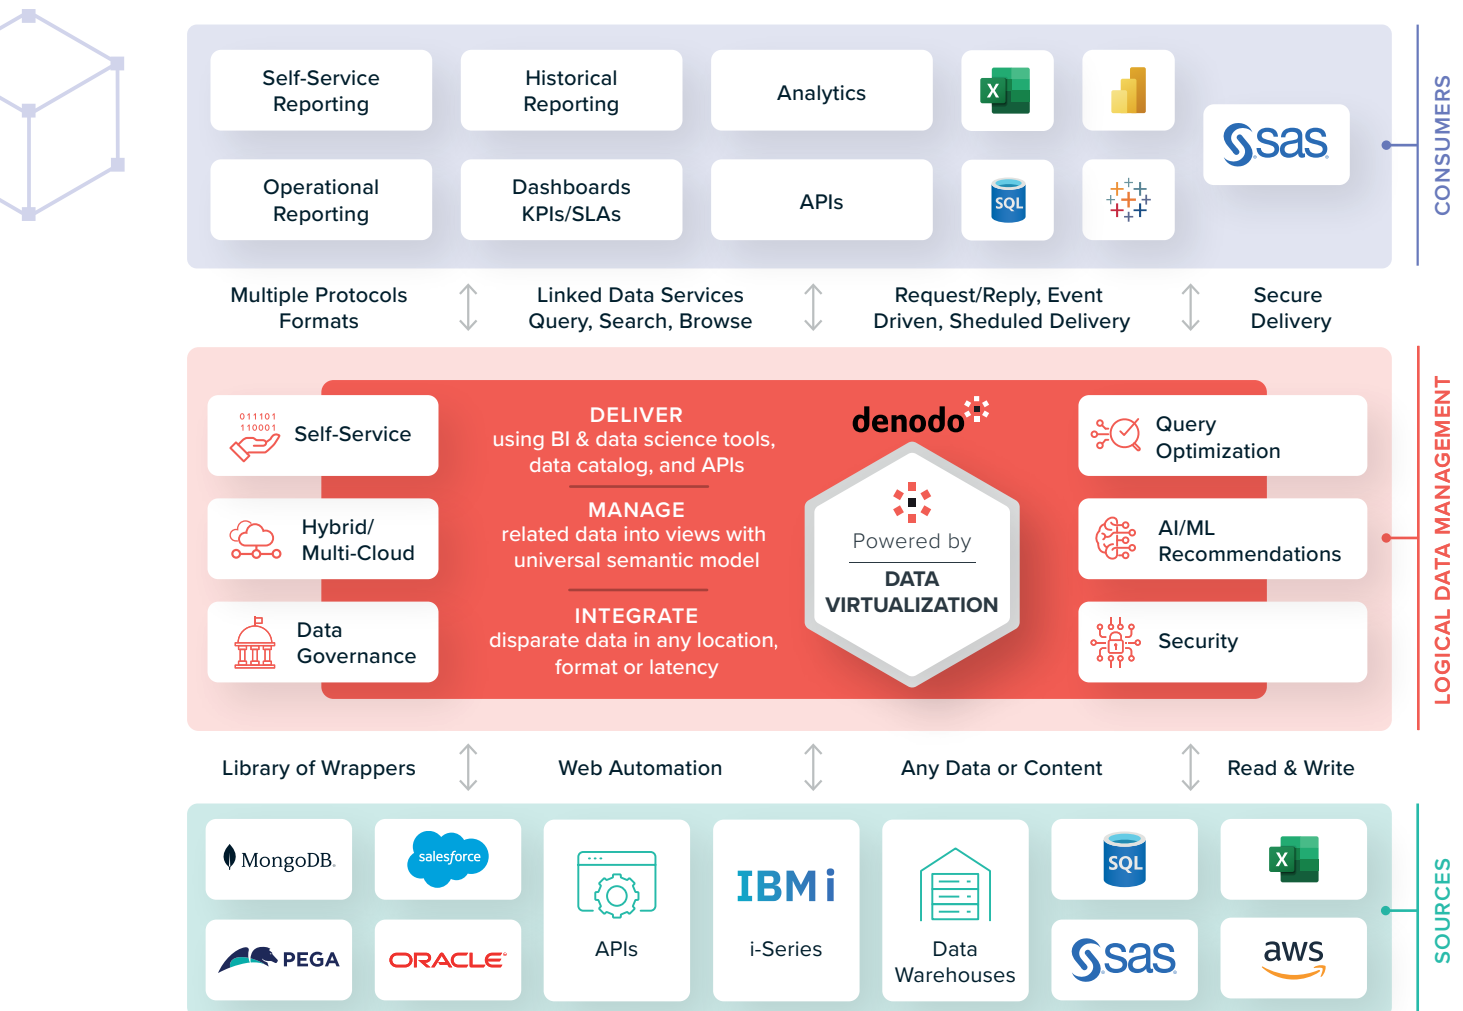 Self-Service
Reporting
Historical
Reporting
Analytics
X
sas
Operational
Reporting
Dashboards
KPIs/SLAs
APIs
SQL
CONSUMERS
Multiple Protocols
Formats
Linked Data Services
Query, Search, Browse
Request/Reply, Event
Driven, Sheduled Delivery
Secure
Delivery
011101
110001
Self-Service
Hybrid/
Multi-Cloud
Data
Governance
DELIVER
using BI & data science tools,
data catalog, and APIs
MANAGE
related data into views with
universal semantic model
INTEGRATE
disparate data in any location,
format or latency
denodo
Powered by
DATA
VIRTUALIZATION
Query
Optimization
AI/ML
Recommendations
Security
LOGICAL DATA MANAGEMENT
Library of Wrappers
Web Automation
Any Data or Content
Read & Write
MongoDB.
salesforce
APIs
IBM i
i-Series
Data
Warehouses
SQL
X
PEGA
ORACLE
sas
aws
SOURCES